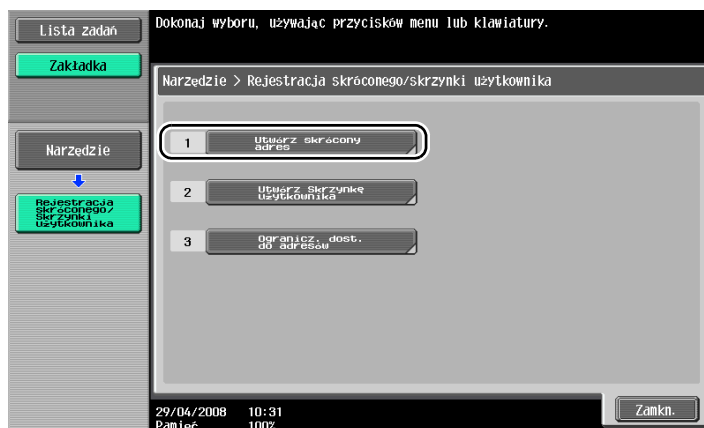 Lista zadań
Dokonaj wyboru, używając przycisków menu lub klawiatury.
Zakładka
Narzędzie > Rejestracja skróconego/skrzynki użytkownika
1
Utwórz skrócony
adres
Narzędzie
2
Utwórz Skrzynkę
użytkownika
Rejestracja
skróconego/
Skrzynki
użytkownika
3
Ogranicz. dost.
do adresów
Zamkn.
29/04/2008 10:31
Pamięć 100%